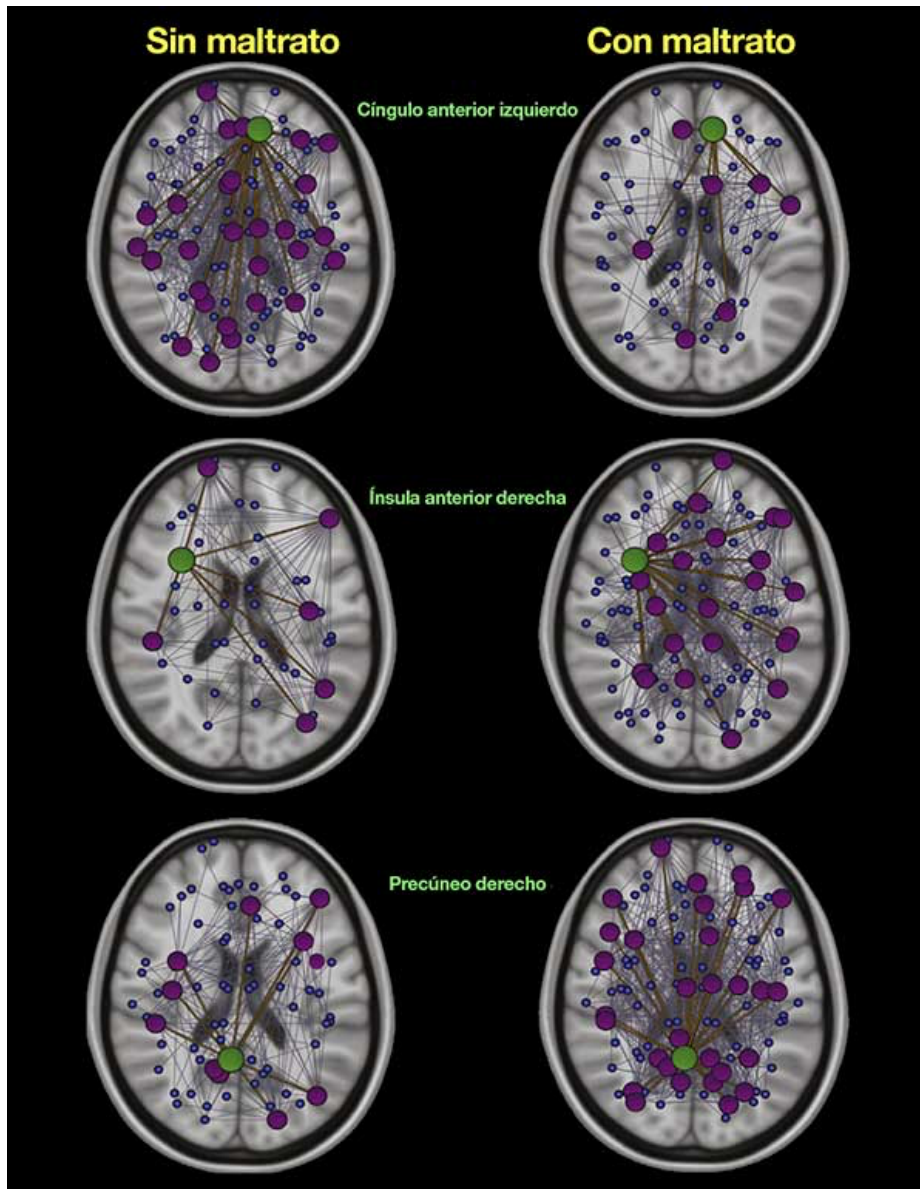 Sin maltrato
Con maltrato
Cíngulo anterior izquierdo
Ínsula anterior derecha
Precúneo derecho